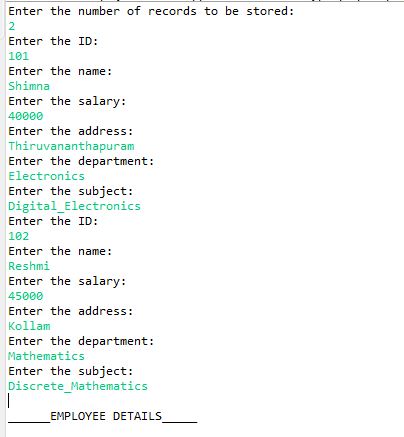 Enter the number of records to be stored:
2
Enter the ID:
101
Enter the name:
Shimna
Enter the salary:
40000
Enter the address:
Thiruvananthapuram
Enter the department:
Electronics
Enter the subject:
Digital_Electronics
Enter the ID:
102
Enter the name:
Reshmi
Enter the salary:
45000
Enter the address:
Kollam
Enter the department:
Mathematics
Enter the subject:
Discrete_Mathematics
______EMPLOYEE DETAILS_____